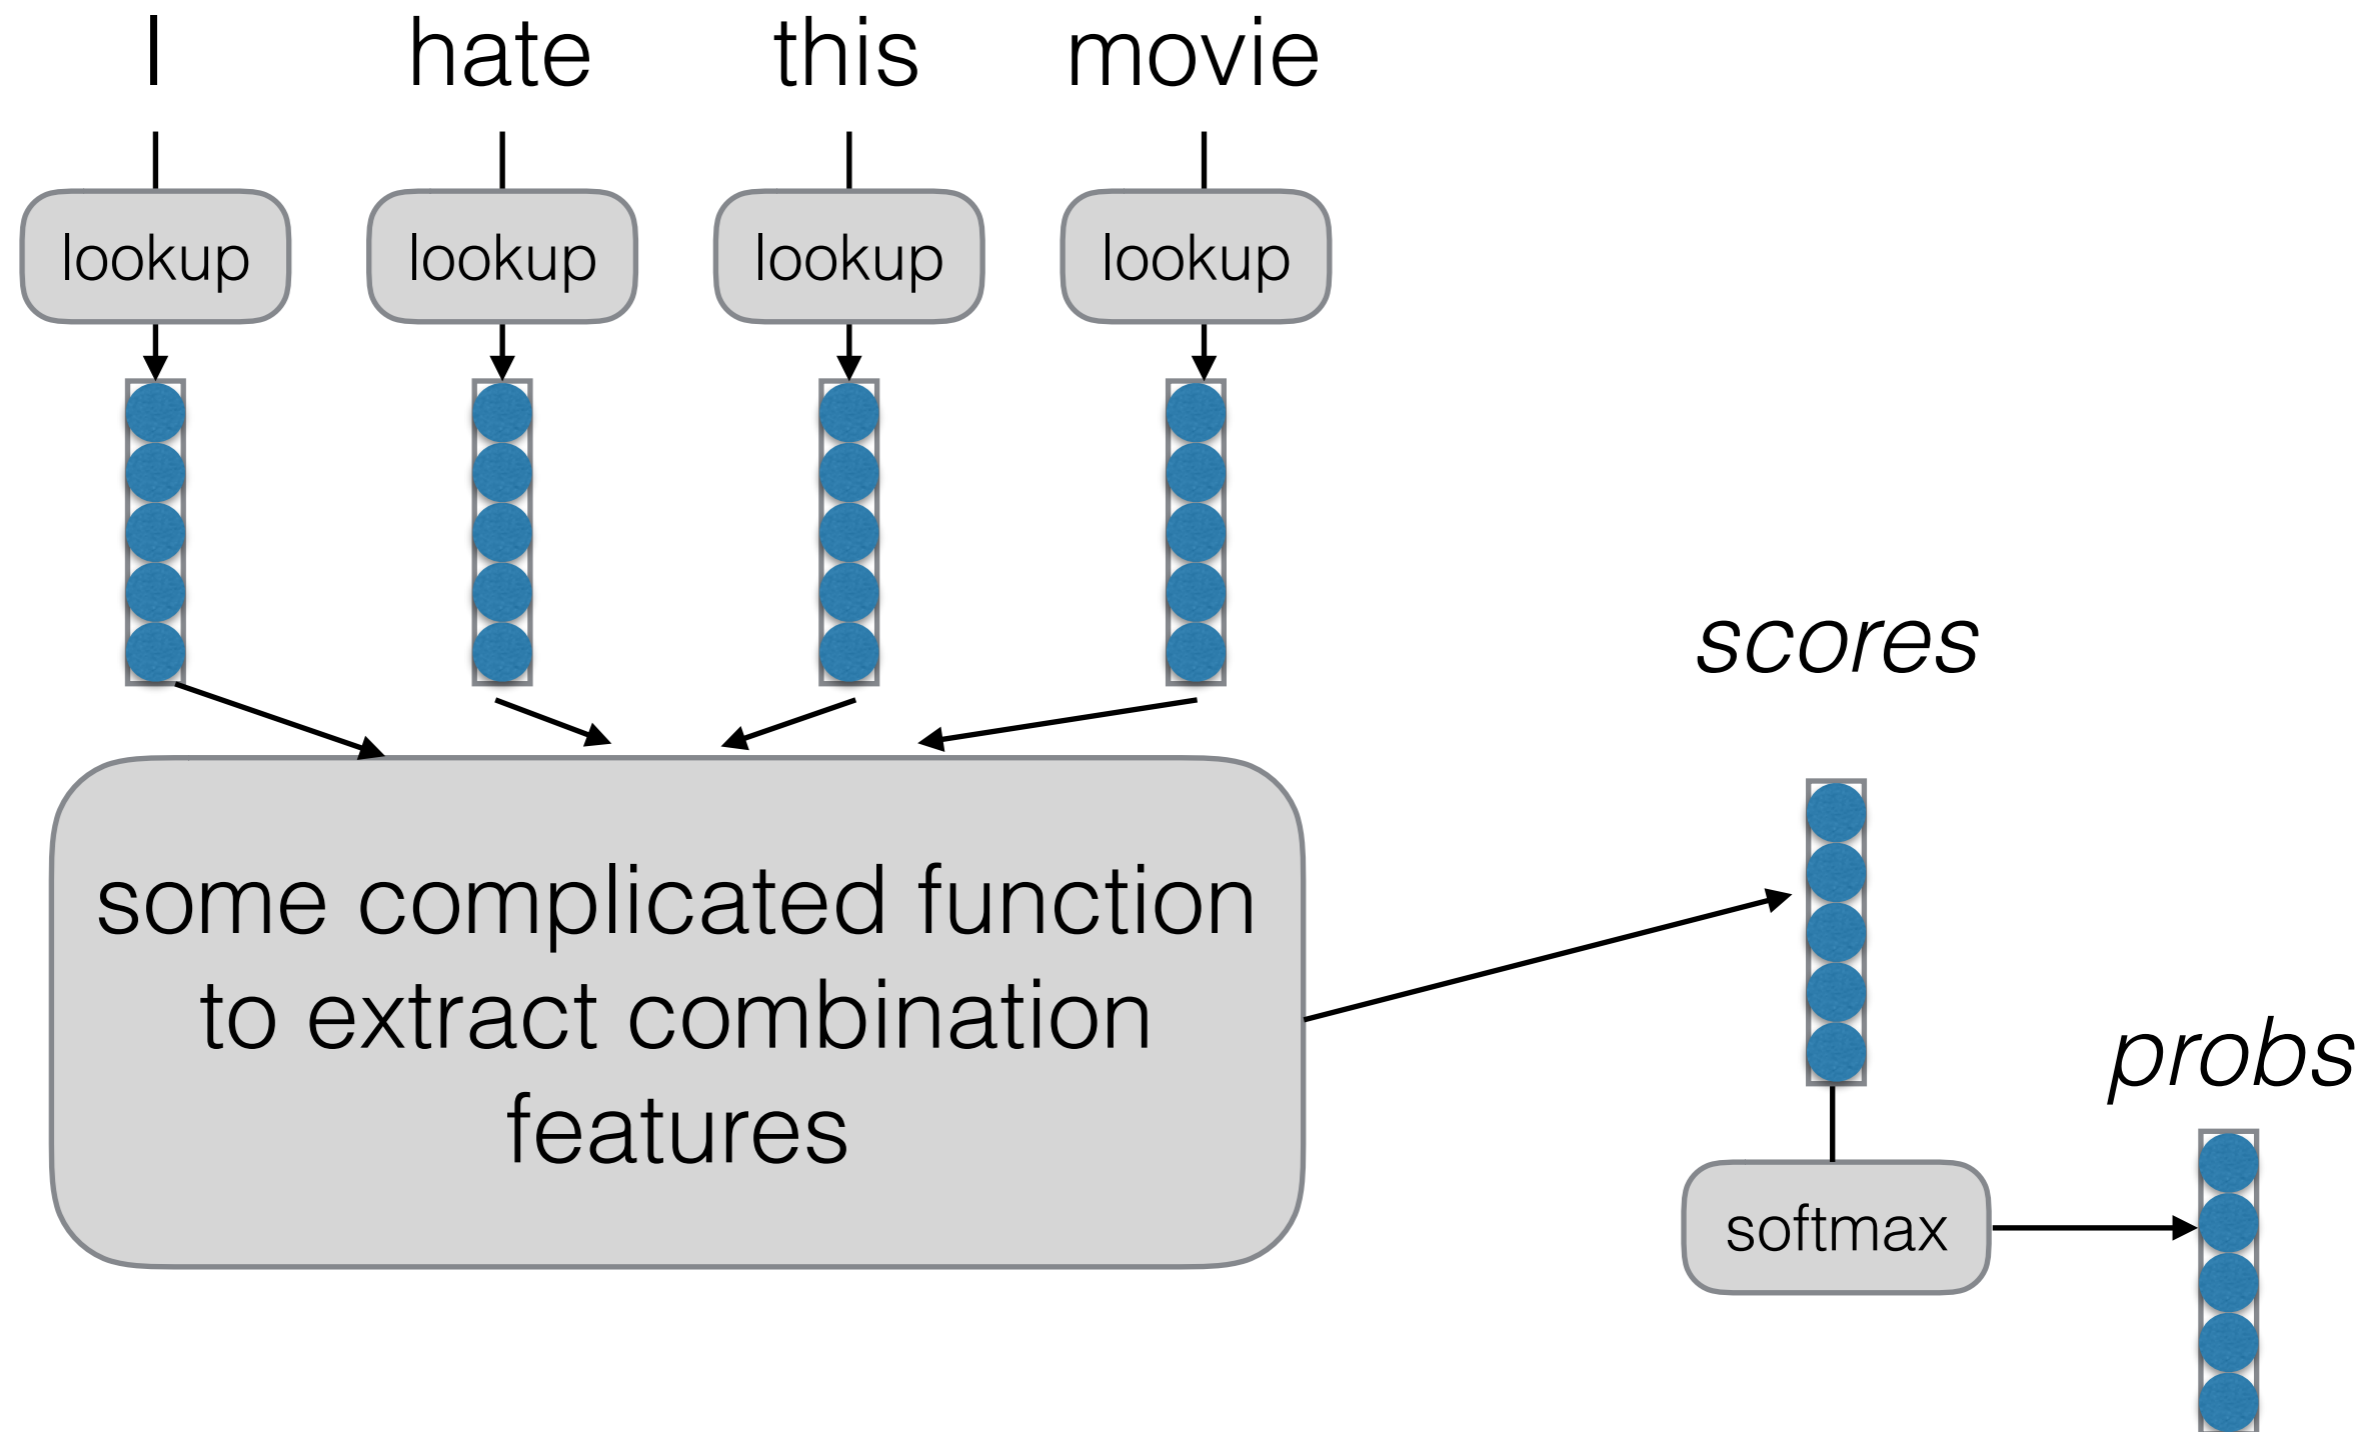 I hate this movie
lookup lookup lookup lookup
scores
some complicated function
to extract combination
features
probs
softmax